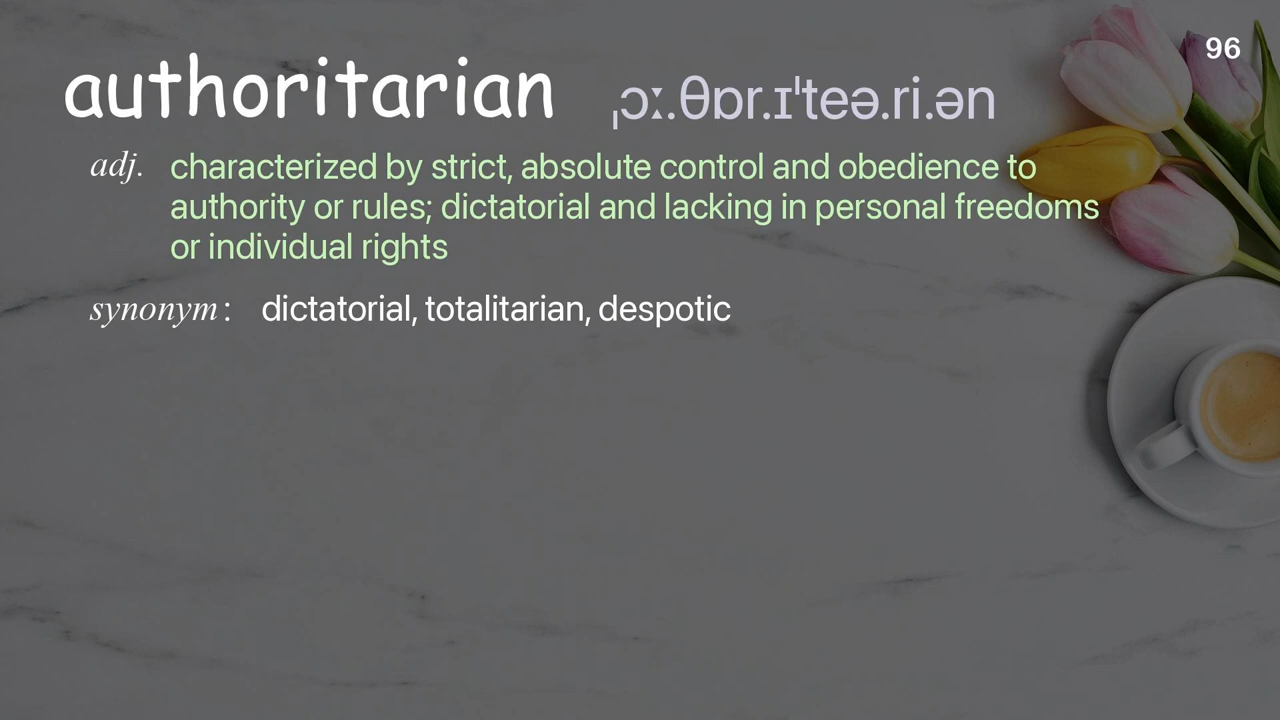 96
authoritarian ˌɔː.θɒr.ɪˈteə.ri.ən
adj. characterized by strict, absolute control and obedience to
authority or rules; dictatorial and lacking in personal freedoms
or individual rights
synonym: dictatorial, totalitarian, despotic